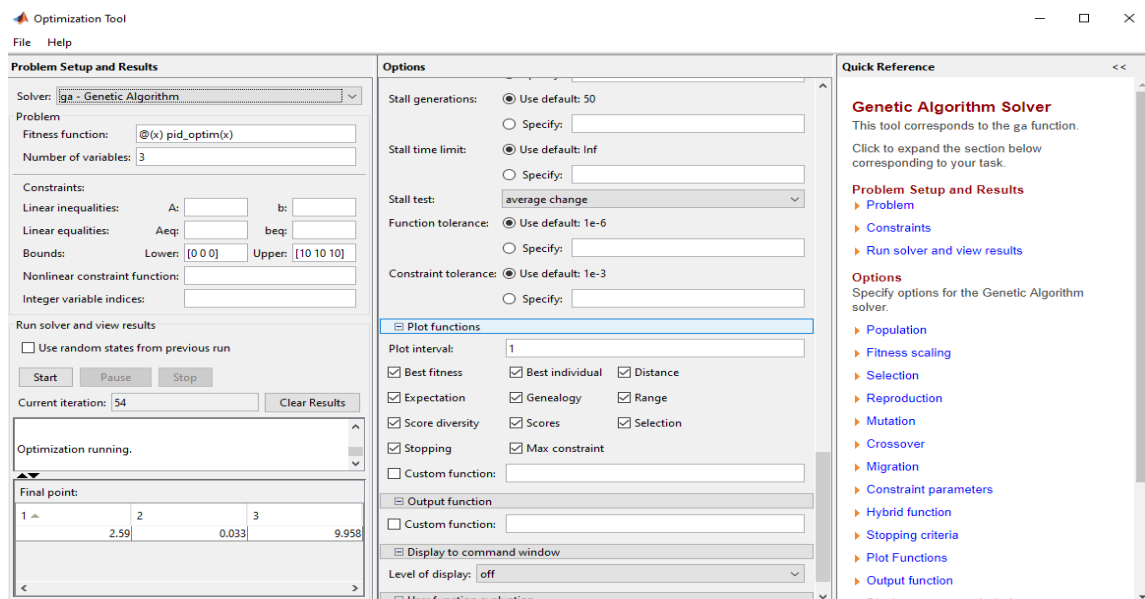 Optimization Tool
File Help
Problem Setup and Results
Solver: ga - Genetic Algorithm
Problem
Fitness function: @(x) pid_optim(x)
Number of variables: 3
Constraints:
Linear inequalities: A: b:
Linear equalities: Aeq: beq:
Bounds: Lower: [0 0 0] Upper: [10 10 10]
Nonlinear constraint function:
Integer variable indices:
Run solver and view results
Use random states from previous run
Start Pause Stop
Current iteration: 54 Clear Results
Optimization running.
Final point:
1 2 3
2.59 0.033 9.958
Options
Stall generations: Use default: 50
Specify:
Stall time limit: Use default: Inf
Specify:
Stall test: average change
Function tolerance: Use default: 1e-6
Specify:
Constraint tolerance: Use default: 1e-3
Specify:
Plot functions
Plot interval: 1
Best fitness Best individual Distance
Expectation Genealogy Range
Score diversity Scores Selection
Stopping Max constraint
Custom function:
Output function
Custom function:
Display to command window
Level of display: off
Quick Reference <<
Genetic Algorithm Solver
This tool corresponds to the ga function.
Click to expand the section below
corresponding to your task.
Problem Setup and Results
Problem
Constraints
Run solver and view results
Options
Specify options for the Genetic Algorithm
solver.
Population
Fitness scaling
Selection
Reproduction
Mutation
Crossover
Migration
Constraint parameters
Hybrid function
Stopping criteria
Plot Functions
Output function